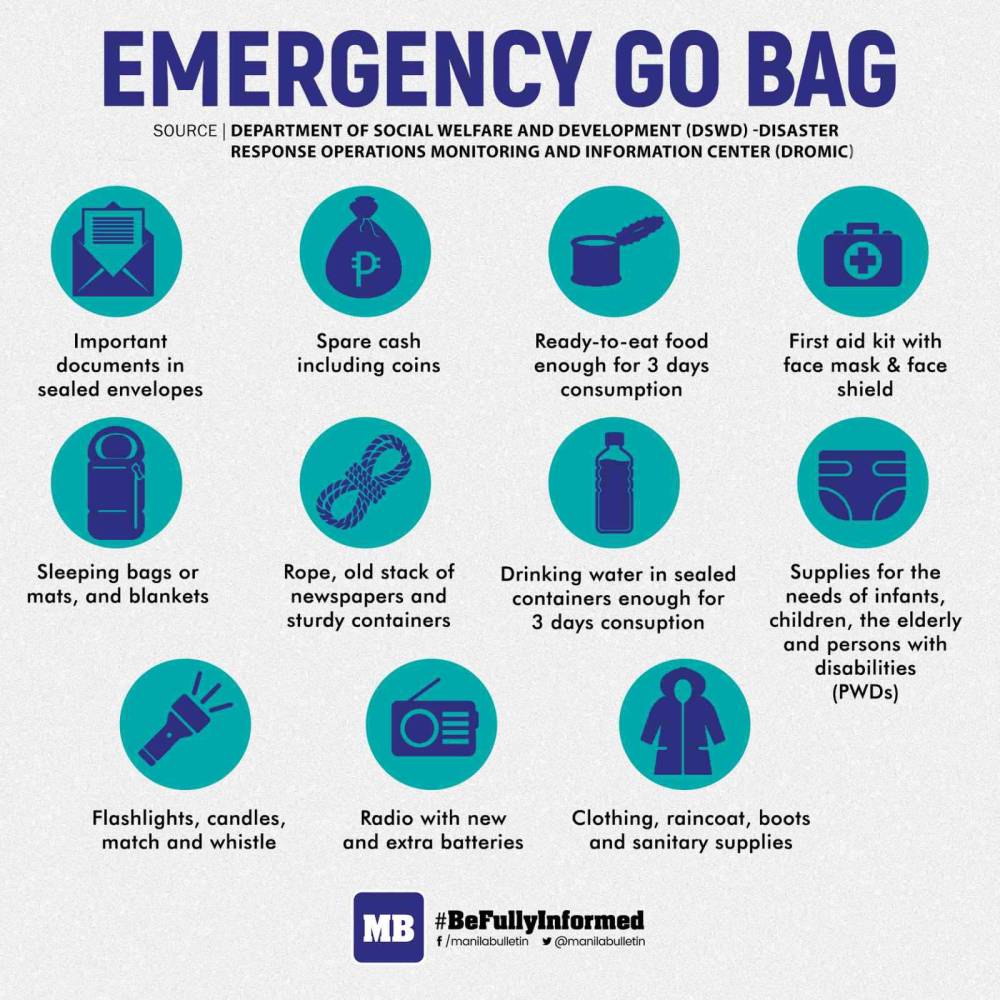 EMERGENCY GO BAG
SOURCE | DEPARTMENT OF SOCIAL WELFARE AND DEVELOPMENT (DSWD) -DISASTER
RESPONSE OPERATIONS MONITORING AND INFORMATION CENTER (DROMIC)
Important
documents in
sealed envelopes
₱
Spare cash
including coins
Ready-to-eat food
enough for 3 days
consumption
First aid kit with
face mask & face
shield
Sleeping bags or
mats, and blankets
Rope, old stack of
newspapers and
sturdy containers
Drinking water in sealed
containers enough for
3 days consuption
Supplies for the
needs of infants,
children, the elderly
and persons with
disabilities
(PWDs)
Flashlights, candles,
match and whistle
Radio with new
and extra batteries
Clothing, raincoat, boots
and sanitary supplies
MB
#BeFullyInformed
f /manilabulletin @manilabulletin